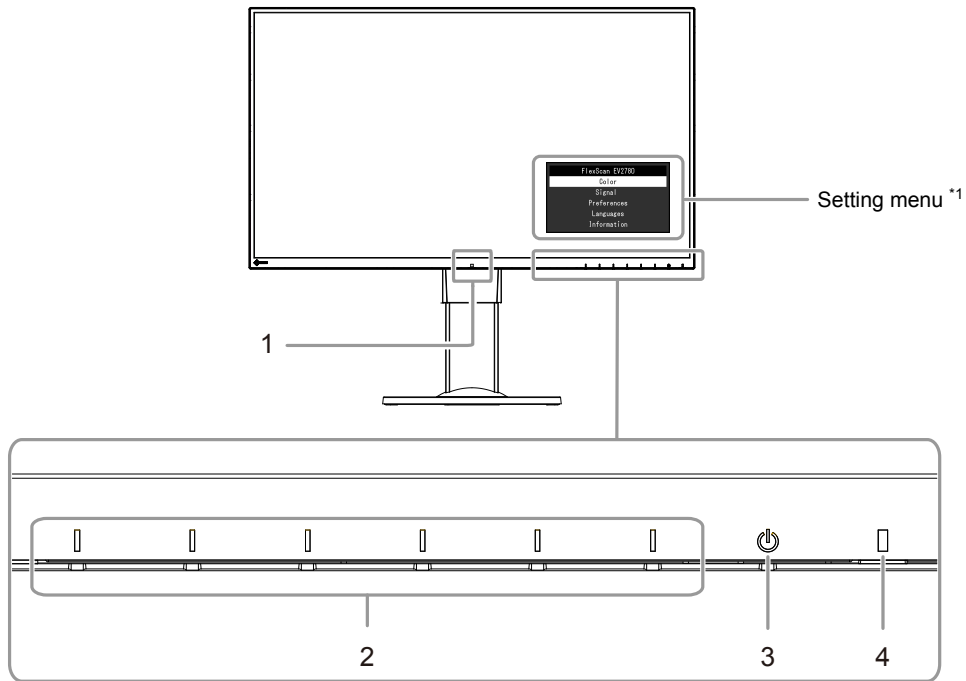 FlexScan EV2780
Color
Signal
Preferences
Languages
Information
Setting menu *1
1
2
3
4